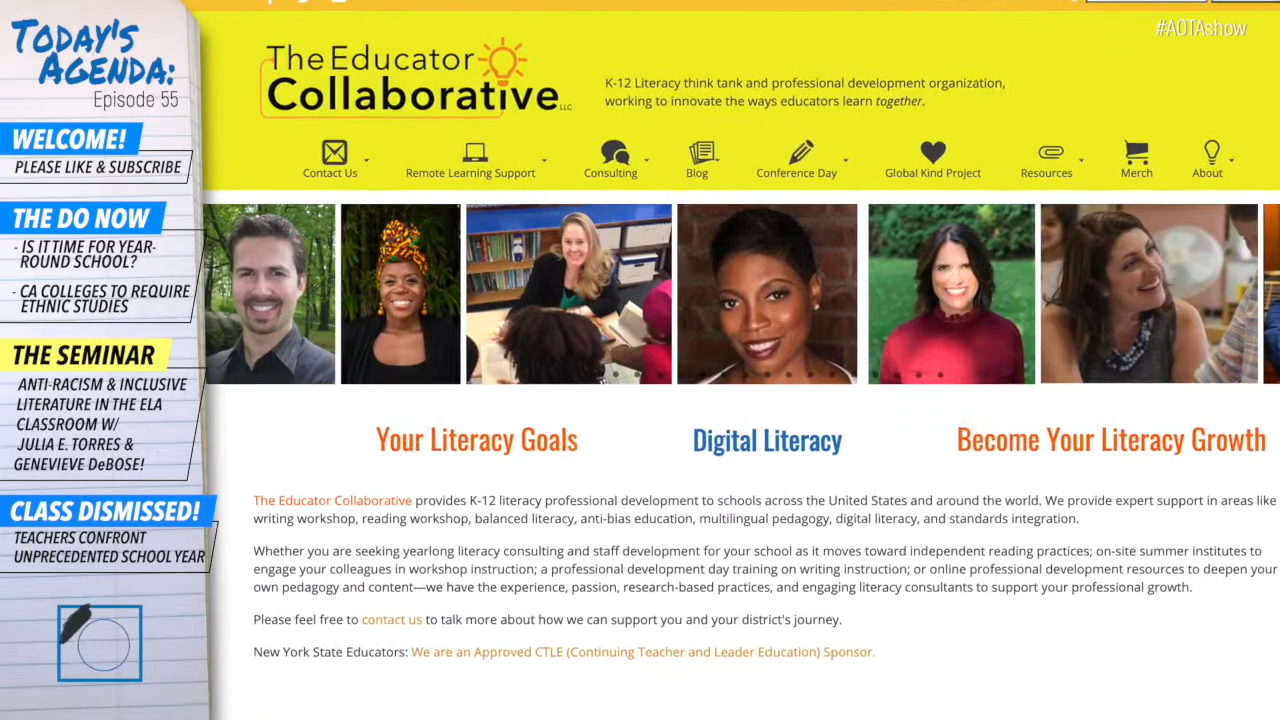 TODAY'S
AGENDA:
Episode 55
WELCOME!
PLEASE LIKE & SUBSCRIBE
THE DO NOW
- IS IT TIME FOR YEAR-
ROUND SCHOOL?
- CA COLLEGES TO REQUIRE
ETHNIC STUDIES
THE SEMINAR
ANTI-RACISM & INCLUSIVE
LITERATURE IN THE ELA
CLASSROOM W/
JULIA E. TORRES &
GENEVIEVE DeBOSE!
CLASS DISMISSED!
TEACHERS CONFRONT
UNPRECEDENTED SCHOOL YEAR
#AOTAshow
The Educator
Collaborative LLC
K-12 Literacy think tank and professional development organization,
working to innovate the ways educators learn together.
Contact Us Remote Learning Support Consulting Blog Conference Day Global Kind Project Resources Merch About
Your Literacy Goals Digital Literacy Become Your Literacy Growth
The Educator Collaborative provides K-12 literacy professional development to schools across the United States and around the world. We provide expert support in areas like
writing workshop, reading workshop, balanced literacy, anti-bias education, multilingual pedagogy, digital literacy, and standards integration.
Whether you are seeking yearlong literacy consulting and staff development for your school as it moves toward independent reading practices; on-site summer institutes to
engage your colleagues in workshop instruction; a professional development day training on writing instruction; or online professional development resources to deepen your
own pedagogy and content—we have the experience, passion, research-based practices, and engaging literacy consultants to support your professional growth.
Please feel free to contact us to talk more about how we can support you and your district's journey.
New York State Educators: We are an Approved CTLE (Continuing Teacher and Leader Education) Sponsor.